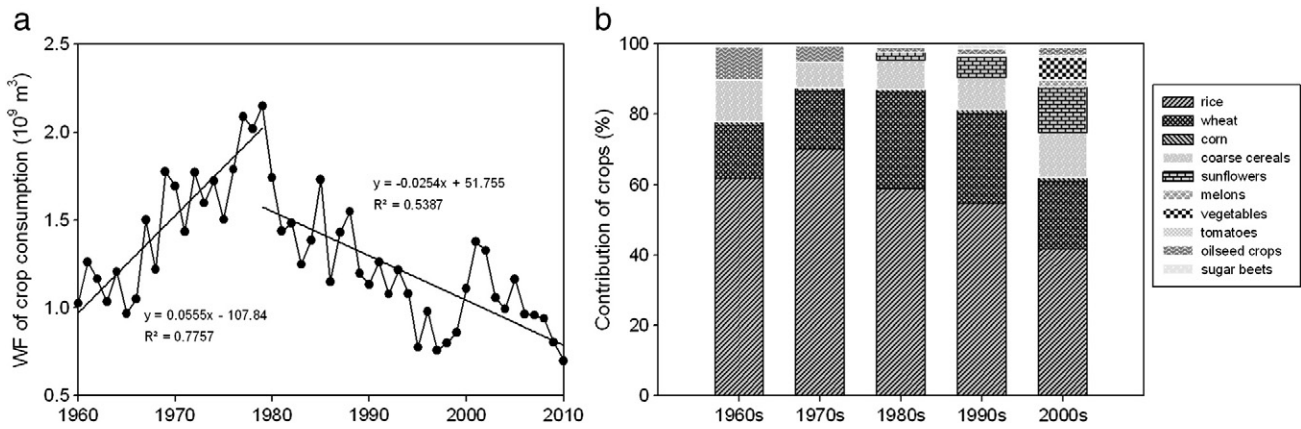 a
WF of crop consumption (10⁹ m³)
2.5
2.0
1.5
1.0
0.5
1960 1970 1980 1990 2000 2010
y = 0.0555x - 107.84
R² = 0.7757
y = -0.0254x + 51.755
R² = 0.5387
b
Contribution of crops (%)
100
80
60
40
20
0
1960s 1970s 1980s 1990s 2000s
rice
wheat
corn
coarse cereals
sunflowers
melons
vegetables
tomatoes
oilseed crops
sugar beets